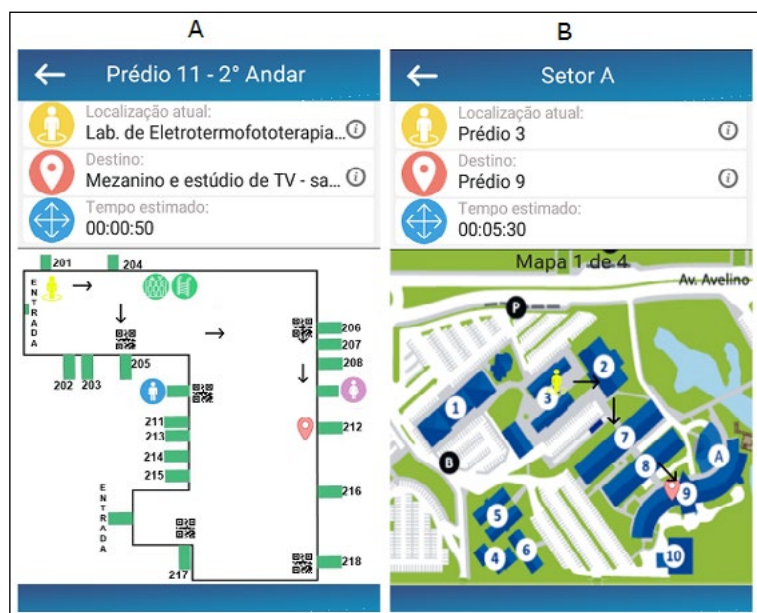 A
Prédio 11 - 2° Andar
Localização atual:
Lab. de Eletrotermofototerapia...
Destino:
Mezanino e estúdio de TV - sa...
Tempo estimado:
00:00:50
201
204
ENTRADA
206
207
208
202
203
205
211
212
213
214
215
ENTRADA
216
217
218
B
Setor A
Localização atual:
Prédio 3
Destino:
Prédio 9
Tempo estimado:
00:05:30
Mapa 1 de 4
Av. Avelino
P
2
3
1
7
A
B
8
9
5
4
6
10